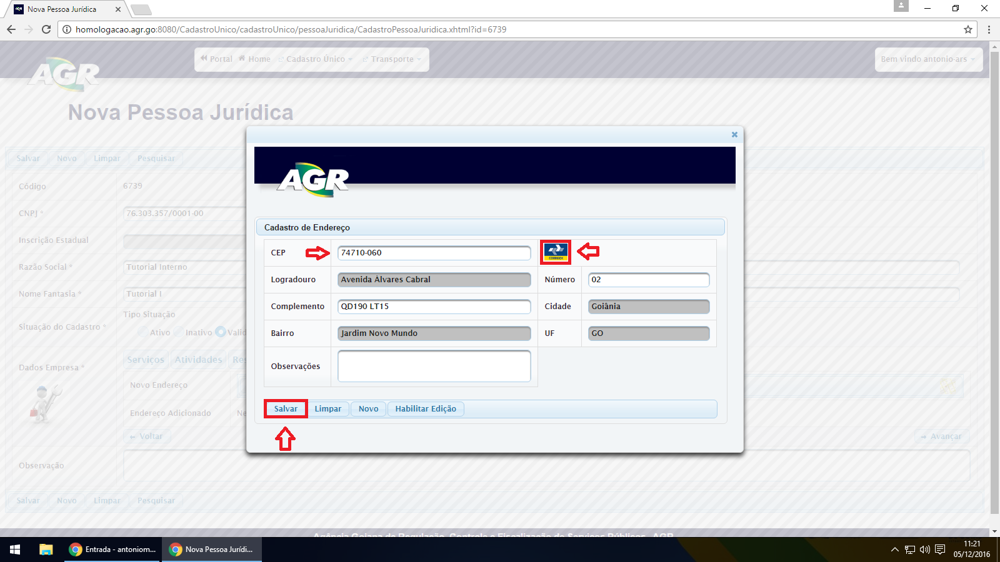 Nova Pessoa Jurídica
homologacao.agr.go:8080/CadastroUnico/cadastroUnico/pessoaJuridica/CadastroPessoaJuridica.xhtml?id=6739
AGR
Portal Home Cadastro Único Transporte
Bem vindo antonio-ars
Nova Pessoa Jurídica
Salvar Novo Limpar Pesquisar
Código 6739
CNPJ * 76.303.357/0001-00
Inscrição Estadual
Razão Social * Tutorial Interno
Nome Fantasia * Tutorial I
Tipo Situação
Situação do Cadastro *
Ativo Inativo Valid
Dados Empresa *
Serviços Atividades Res
Novo Endereço
Endereço Adicionado Ne
Voltar
Avançar
Observação
Salvar Novo Limpar Pesquisar
Agência Goiana de Regulação, Controle e Fiscalização de Serviços Públicos - AGR
AGR
Cadastro de Endereço
CEP 74710-060 CORREIOS
Logradouro Avenida Álvares Cabral Número 02
Complemento QD190 LT15 Cidade Goiânia
Bairro Jardim Novo Mundo UF GO
Observações
Salvar Limpar Novo Habilitar Edição
Entrada - antoniom...
Nova Pessoa Jurídi...
11:21
05/12/2016